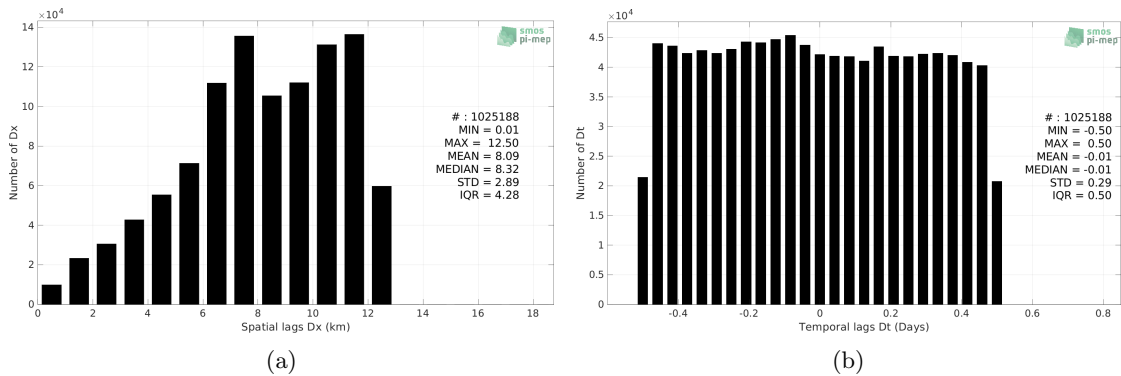 ×10⁴
14
12
10
8
6
4
2
0
Number of Dx
0 2 4 6 8 10 12 14 16 18
Spatial lags Dx (km)
smos
pi-mep
# : 1025188
MIN = 0.01
MAX = 12.50
MEAN = 8.09
MEDIAN = 8.32
STD = 2.89
IQR = 4.28
(a)
×10⁴
4.5
4
3.5
3
2.5
2
1.5
1
0.5
0
Number of Dt
-0.4 -0.2 0 0.2 0.4 0.6 0.8
Temporal lags Dt (Days)
smos
pi-mep
# : 1025188
MIN = -0.50
MAX = 0.50
MEAN = -0.01
MEDIAN = -0.01
STD = 0.29
IQR = 0.50
(b)